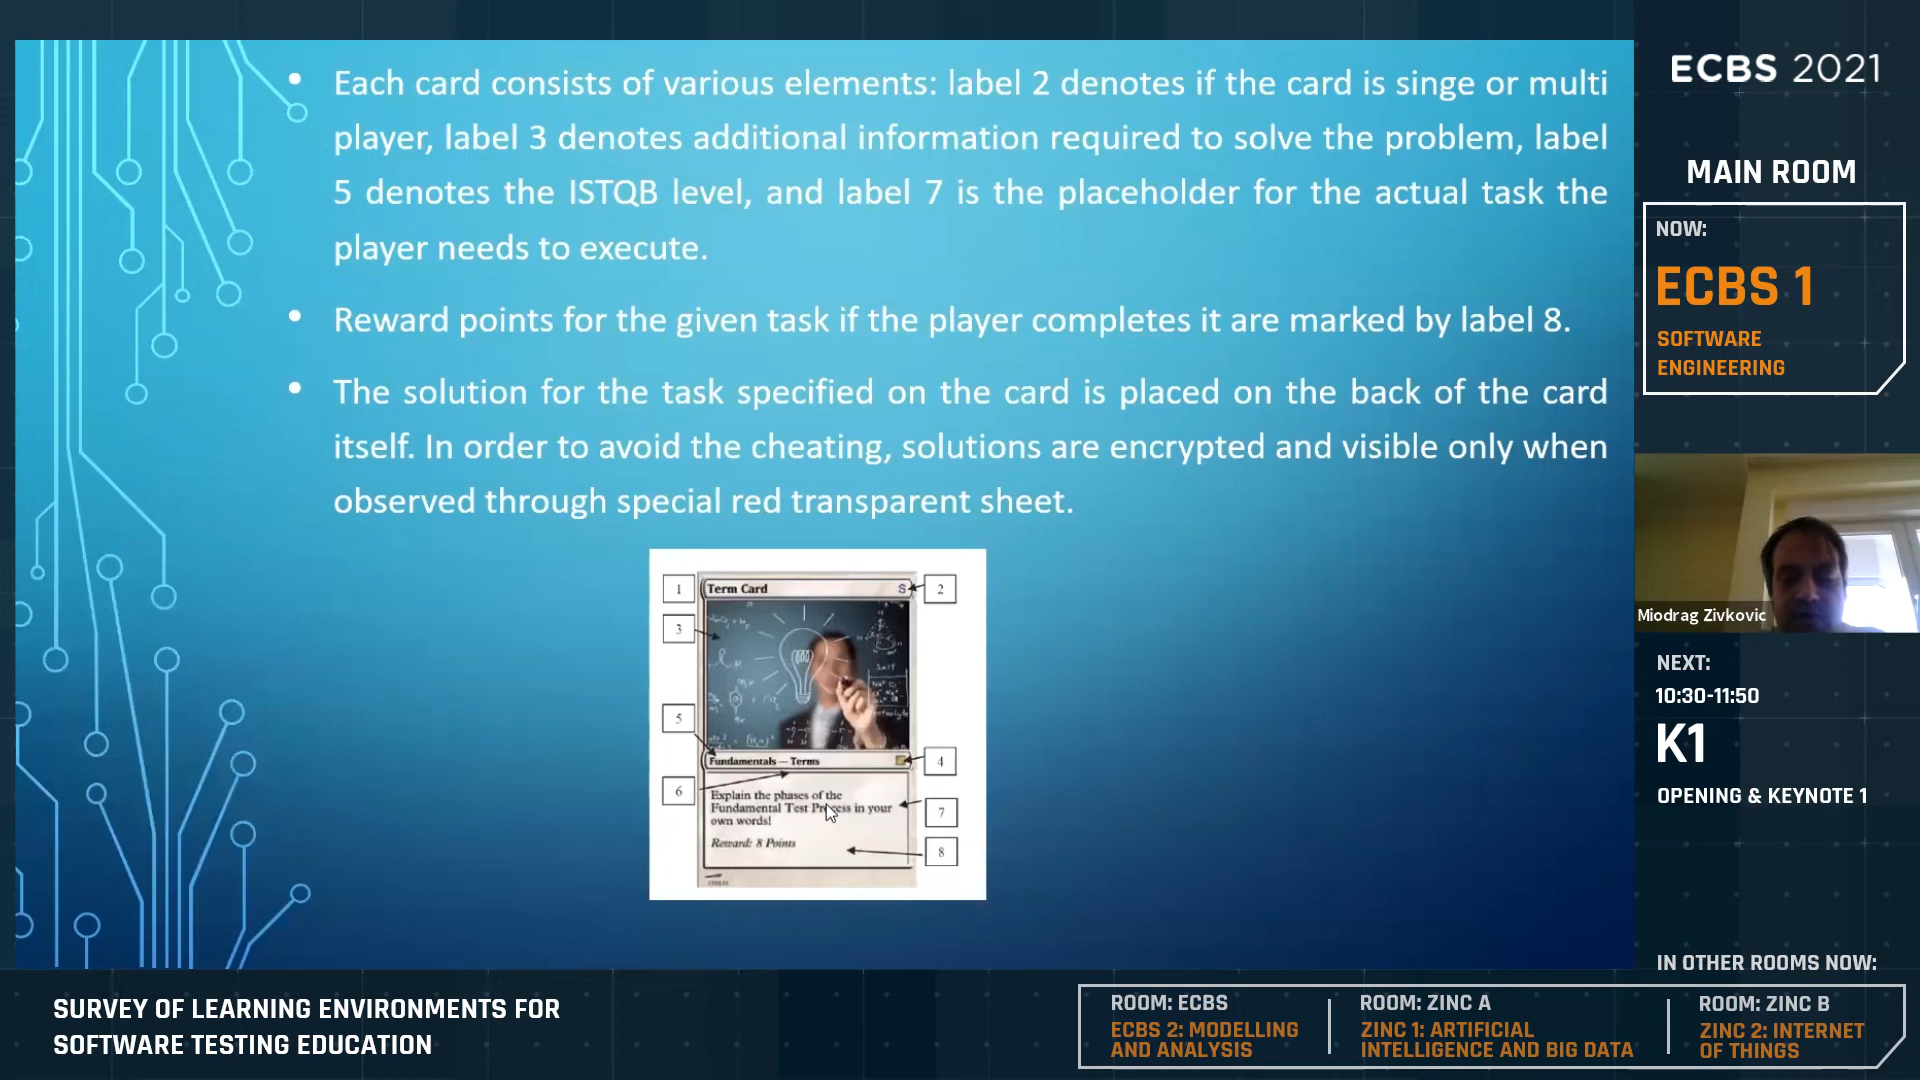 • Each card consists of various elements: label 2 denotes if the card is singe or multi
player, label 3 denotes additional information required to solve the problem, label
5 denotes the ISTQB level, and label 7 is the placeholder for the actual task the
player needs to execute.
• Reward points for the given task if the player completes it are marked by label 8.
• The solution for the task specified on the card is placed on the back of the card
itself. In order to avoid the cheating, solutions are encrypted and visible only when
observed through special red transparent sheet.
1
Term Card
S
2
3
5
Fundamentals — Terms
4
6
Explain the phases of the
Fundamental Test Process in your
own words!
7
Reward: 8 Points
8
ECBS 2021
MAIN ROOM
NOW:
ECBS 1
SOFTWARE
ENGINEERING
Miodrag Zivkovic
NEXT:
10:30-11:50
K1
OPENING & KEYNOTE 1
IN OTHER ROOMS NOW:
SURVEY OF LEARNING ENVIRONMENTS FOR
SOFTWARE TESTING EDUCATION
ROOM: ECBS
ECBS 2: MODELLING
AND ANALYSIS
ROOM: ZINC A
ZINC 1: ARTIFICIAL
INTELLIGENCE AND BIG DATA
ROOM: ZINC B
ZINC 2: INTERNET
OF THINGS